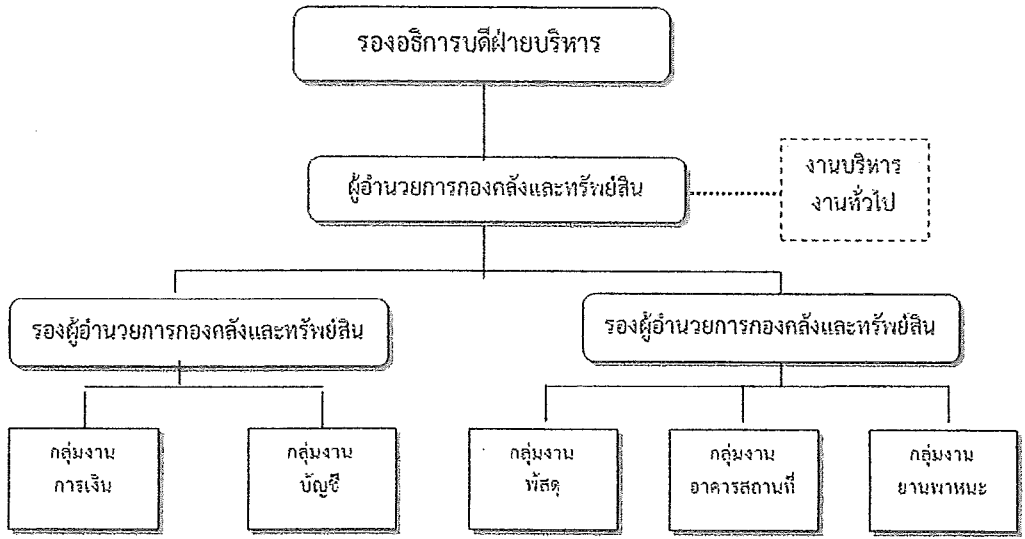 รองอธิการบดีฝ่ายบริหาร
ผู้อำนวยการกองคลังและทรัพย์สิน
งานบริหาร
งานทั่วไป
รองผู้อำนวยการกองคลังและทรัพย์สิน
รองผู้อำนวยการกองคลังและทรัพย์สิน
กลุ่มงาน
การเงิน
กลุ่มงาน
บัญชี
กลุ่มงาน
พัสดุ
กลุ่มงาน
อาคารสถานที่
กลุ่มงาน
ยานพาหนะ